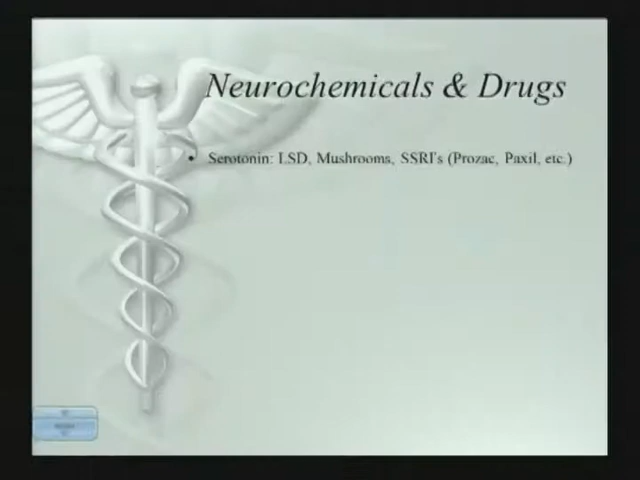 Neurochemicals & Drugs
• Serotonin: LSD, Mushrooms, SSRI's (Prozac, Paxil, etc.)